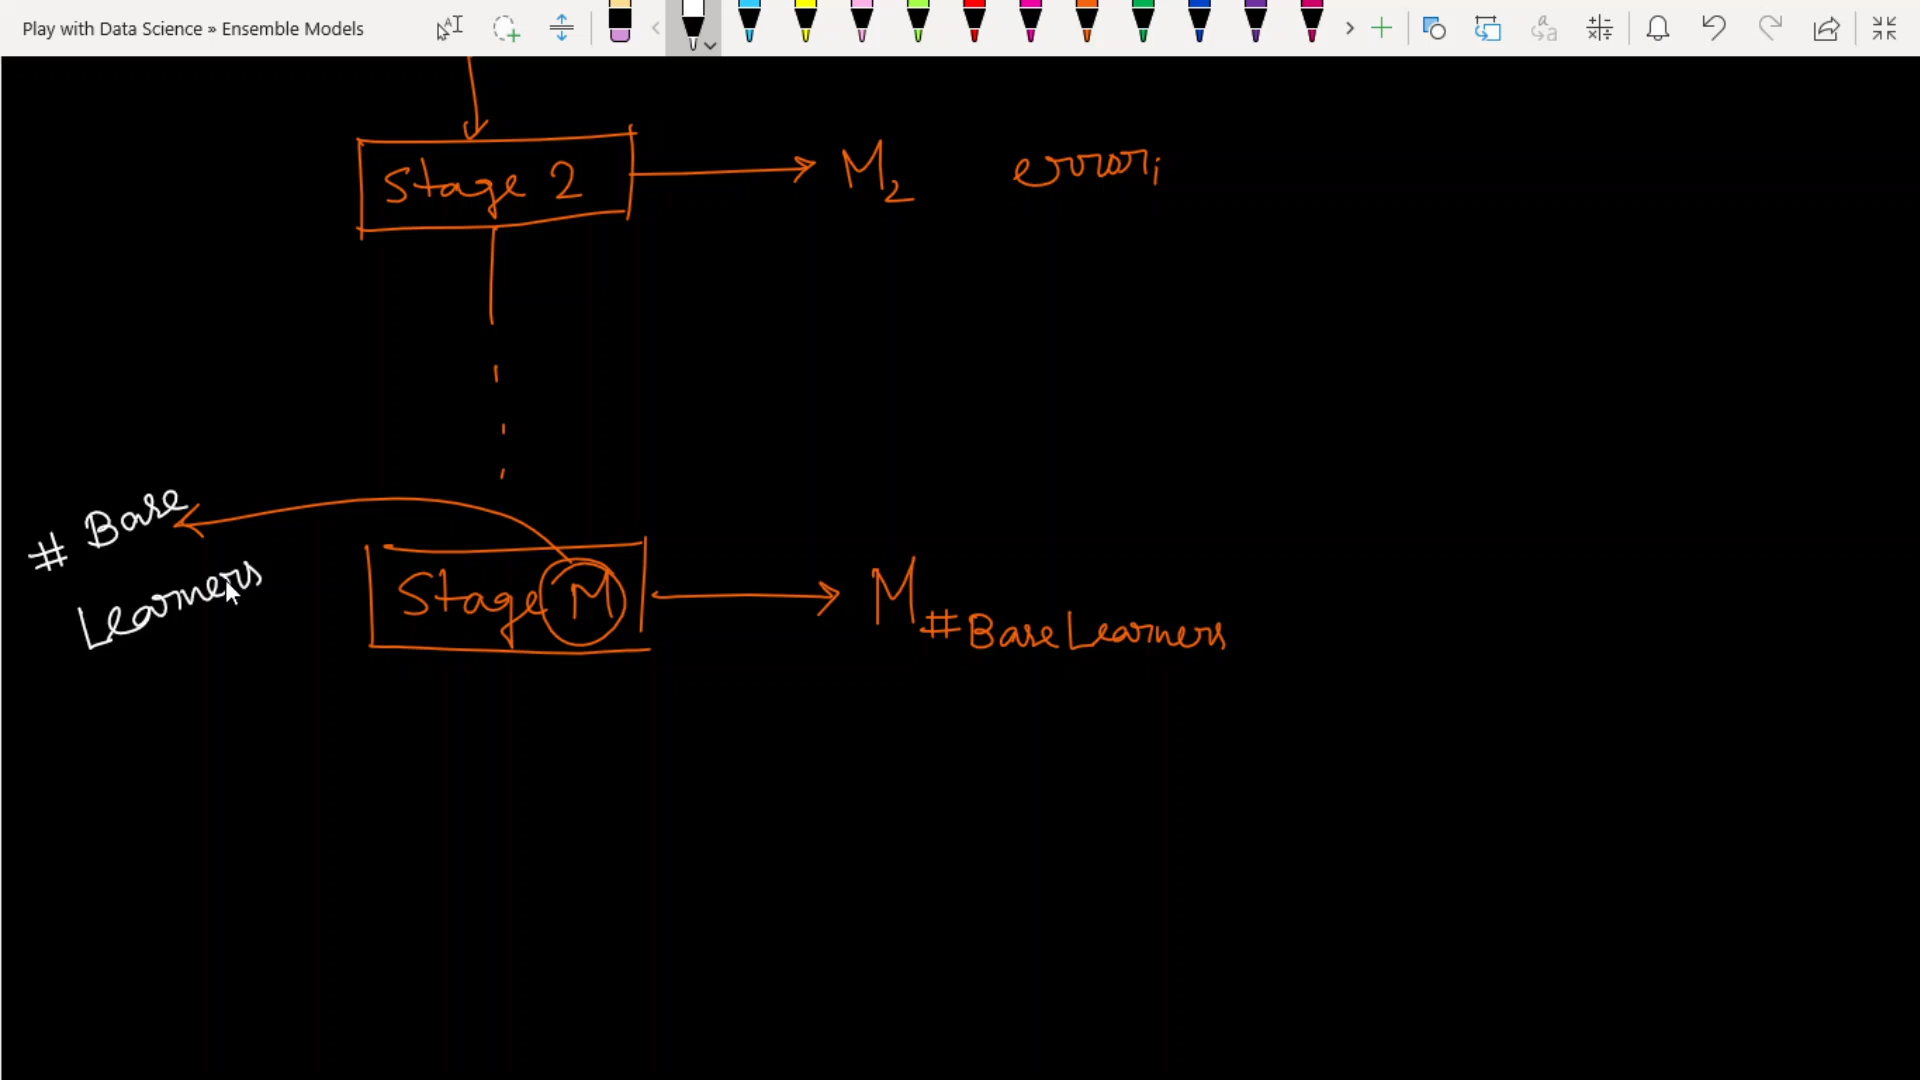 Play with Data Science » Ensemble Models
Stage 2
M2 error i
# Base
Learners
Stage M
M # Base Learners